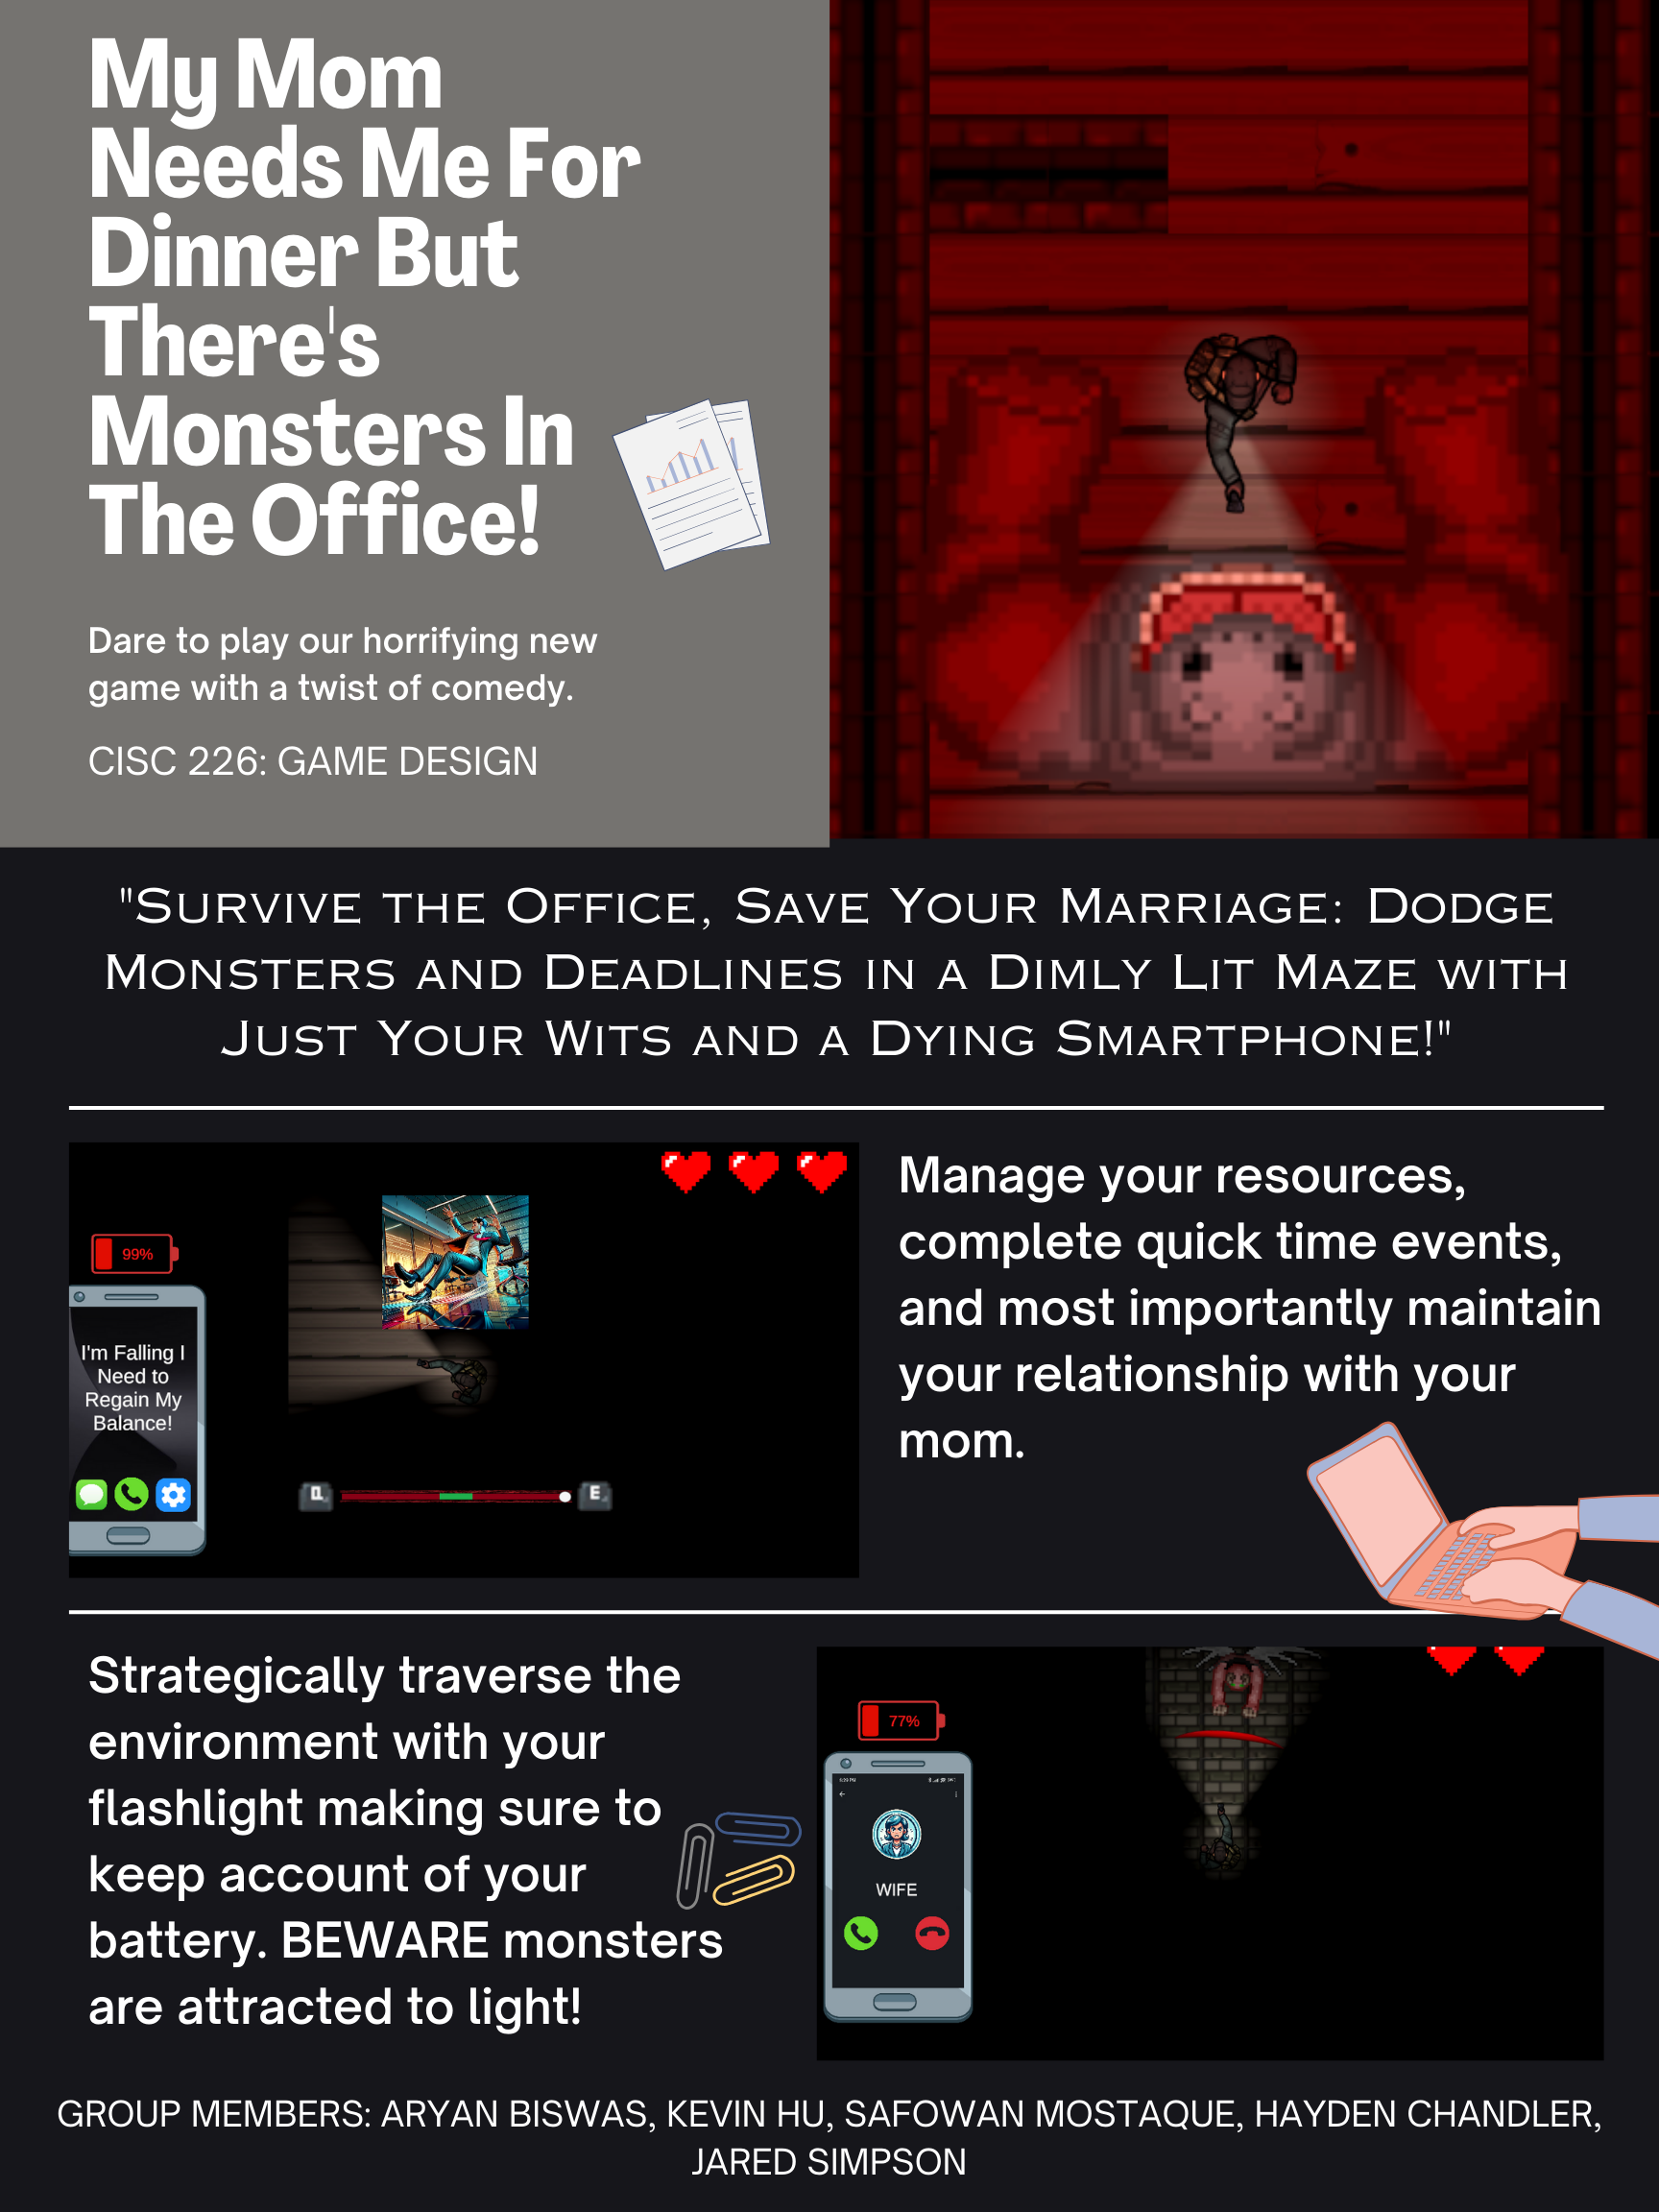 My Mom
Needs Me For
Dinner But
There's
Monsters In
The Office!
Dare to play our horrifying new
game with a twist of comedy.
CISC 226: GAME DESIGN
"Survive the Office, Save Your Marriage: Dodge
Monsters and Deadlines in a Dimly Lit Maze with
Just Your Wits and a Dying Smartphone!"
99%
I'm Falling I
Need to
Regain My
Balance!
E
Manage your resources,
complete quick time events,
and most importantly maintain
your relationship with your
mom.
Strategically traverse the
environment with your
flashlight making sure to
keep account of your
battery. BEWARE monsters
are attracted to light!
77%
WIFE
GROUP MEMBERS: ARYAN BISWAS, KEVIN HU, SAFOWAN MOSTAQUE, HAYDEN CHANDLER,
JARED SIMPSON